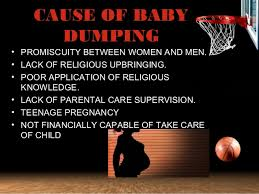 CAUSE OF BABY
DUMPING
• PROMISCUITY BETWEEN WOMEN AND MEN.
• LACK OF RELIGIOUS UPBRINGING.
• POOR APPLICATION OF RELIGIOUS
KNOWLEDGE.
• LACK OF PARENTAL CARE SUPERVISION.
• TEENAGE PREGNANCY
• NOT FINANCIALLY CAPABLE OF TAKE CARE
OF CHILD